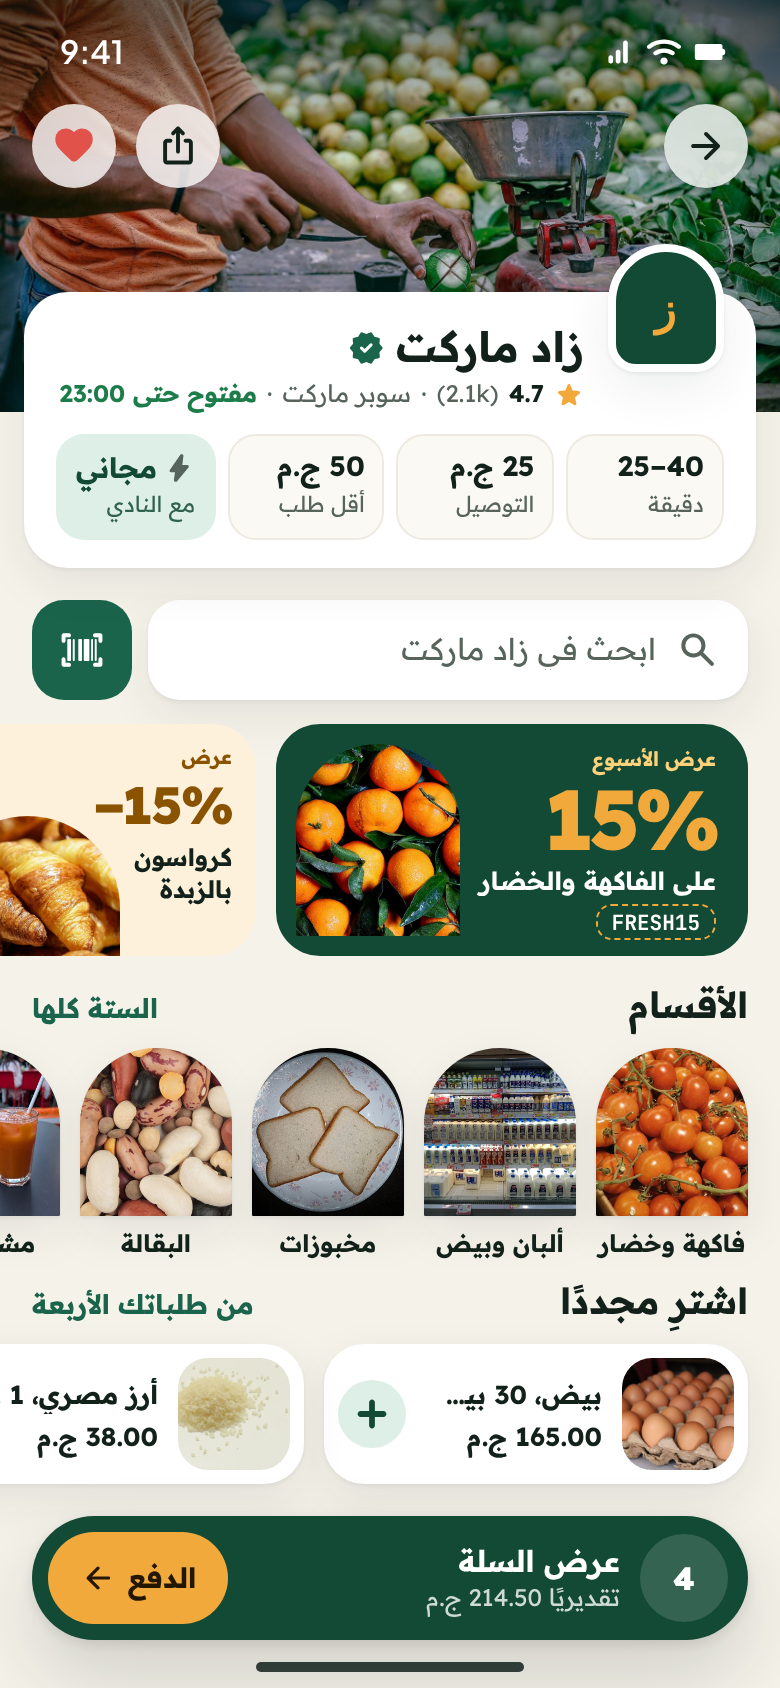 9:41
ز
زاد ماركت
4.7 (2.1k) · سوبر ماركت · مفتوح حتى 23:00
25–40
دقيقة
25 ج.م
التوصيل
50 ج.م
أقل طلب
مجاني
مع النادي
ابحث في زاد ماركت
عرض الأسبوع
15%
على الفاكهة والخضار
FRESH15
عرض
–15%
كرواسون
بالزبدة
الأقسام
الستة كلها
فاكهة وخضار
ألبان وبيض
مخبوزات
البقالة
مش
اشترِ مجددًا
من طلباتك الأربعة
بيض، 30 بيـ...
165.00 ج.م
أرز مصري، 1
38.00 ج.م
4
عرض السلة
تقديريًا 214.50 ج.م
الدفع